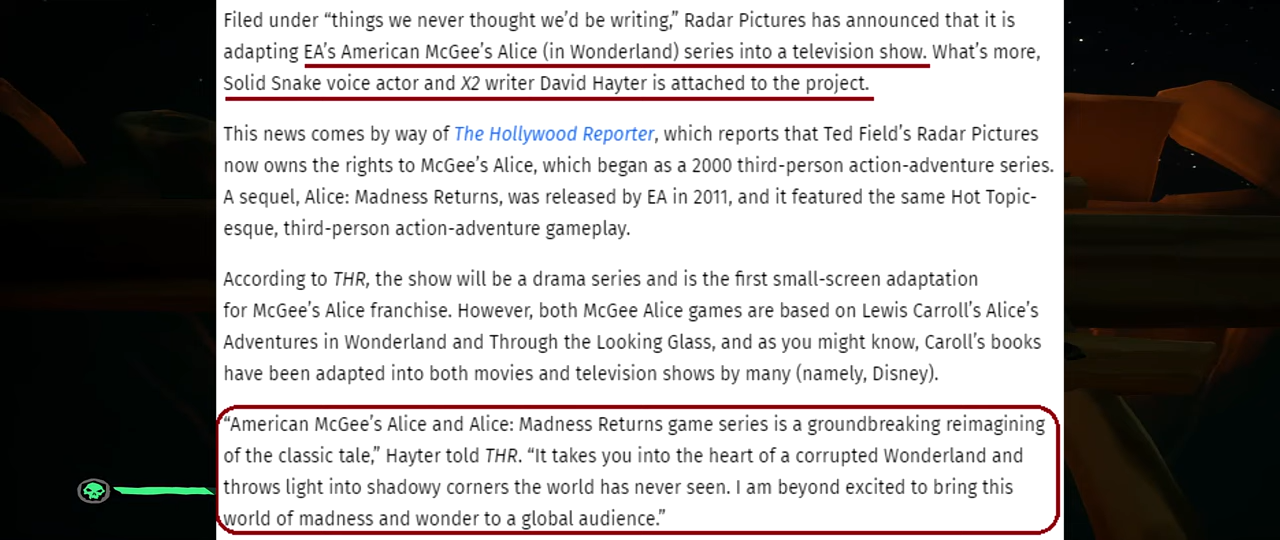 Filed under “things we never thought we’d be writing,” Radar Pictures has announced that it is
adapting EA’s American McGee’s Alice (in Wonderland) series into a television show. What’s more,
Solid Snake voice actor and X2 writer David Hayter is attached to the project.
This news comes by way of The Hollywood Reporter, which reports that Ted Field’s Radar Pictures
now owns the rights to McGee’s Alice, which began as a 2000 third-person action-adventure series.
A sequel, Alice: Madness Returns, was released by EA in 2011, and it featured the same Hot Topic-
esque, third-person action-adventure gameplay.
According to THR, the show will be a drama series and is the first small-screen adaptation
for McGee’s Alice franchise. However, both McGee Alice games are based on Lewis Carroll’s Alice’s
Adventures in Wonderland and Through the Looking Glass, and as you might know, Caroll’s books
have been adapted into both movies and television shows by many (namely, Disney).
“American McGee’s Alice and Alice: Madness Returns game series is a groundbreaking reimagining
of the classic tale,” Hayter told THR. “It takes you into the heart of a corrupted Wonderland and
throws light into shadowy corners the world has never seen. I am beyond excited to bring this
world of madness and wonder to a global audience.”